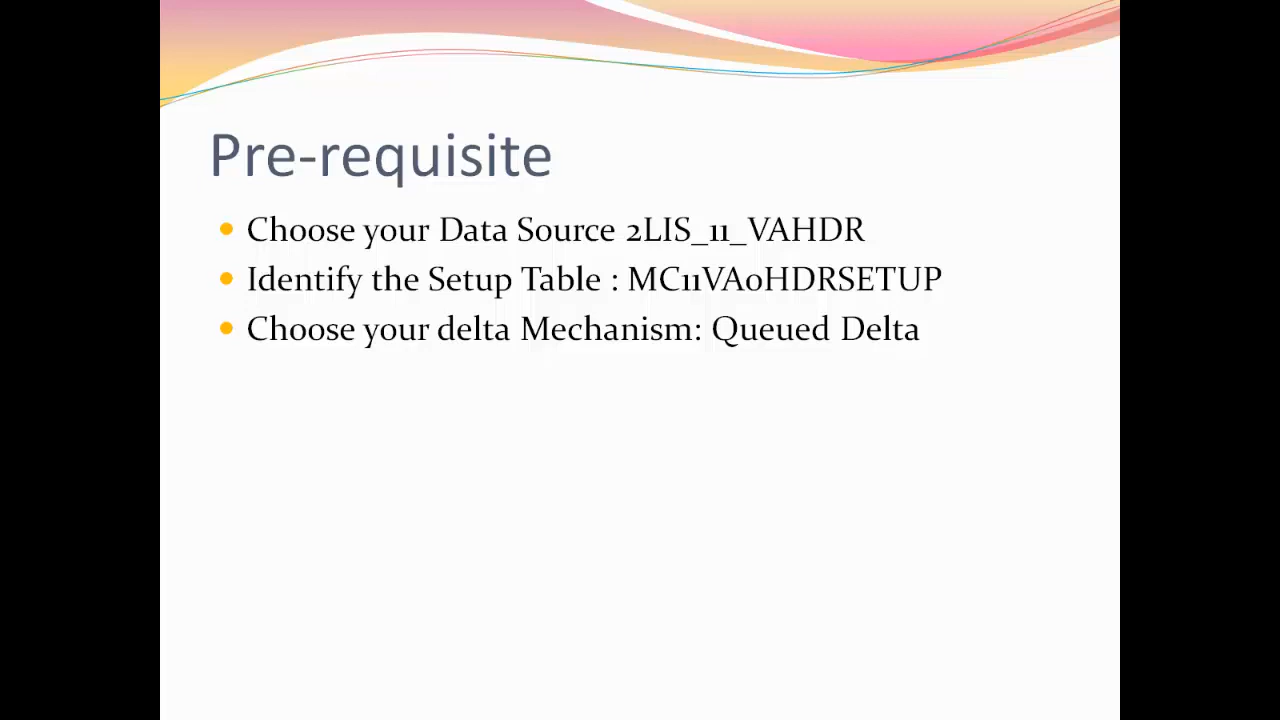 Pre-requisite
Choose your Data Source 2LIS_11_VAHDR
Identify the Setup Table : MC11VA0HDRSETUP
Choose your delta Mechanism: Queued Delta